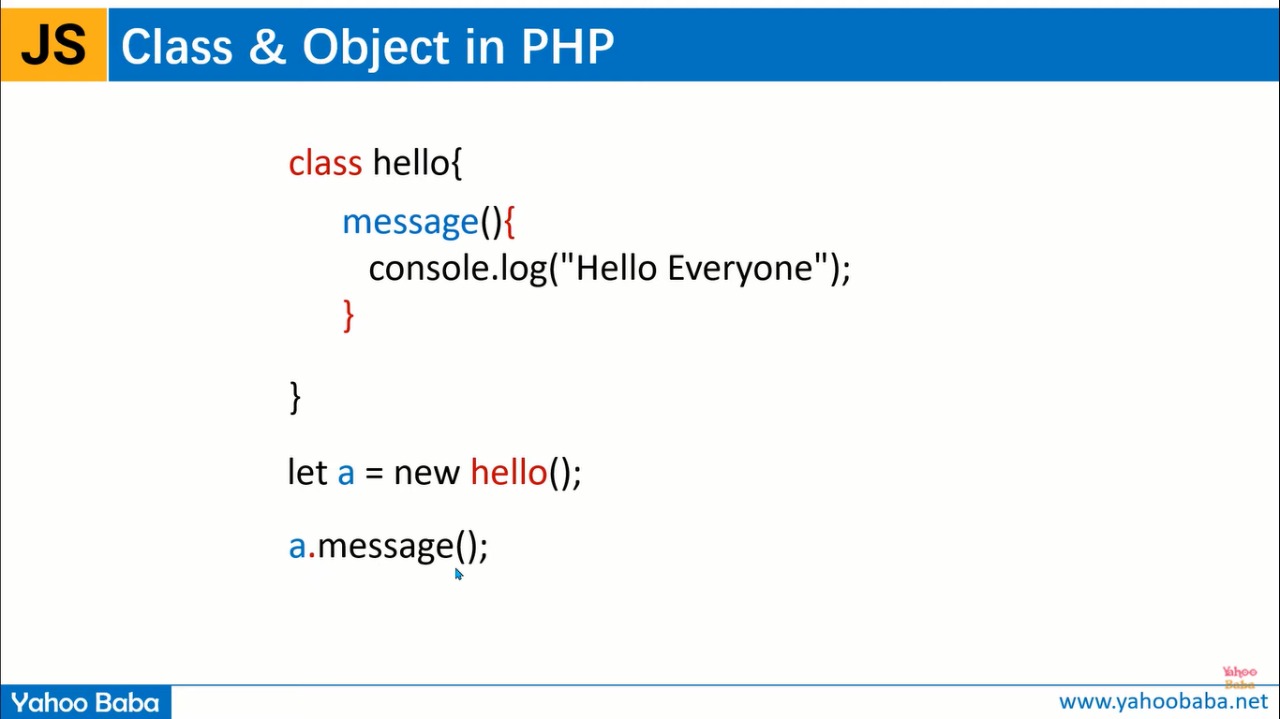 JS Class & Object in PHP
class hello{
message(){
console.log("Hello Everyone");
}
}
let a = new hello();
a.message();
Yahoo
Baba
Yahoo Baba
www.yahoobaba.net